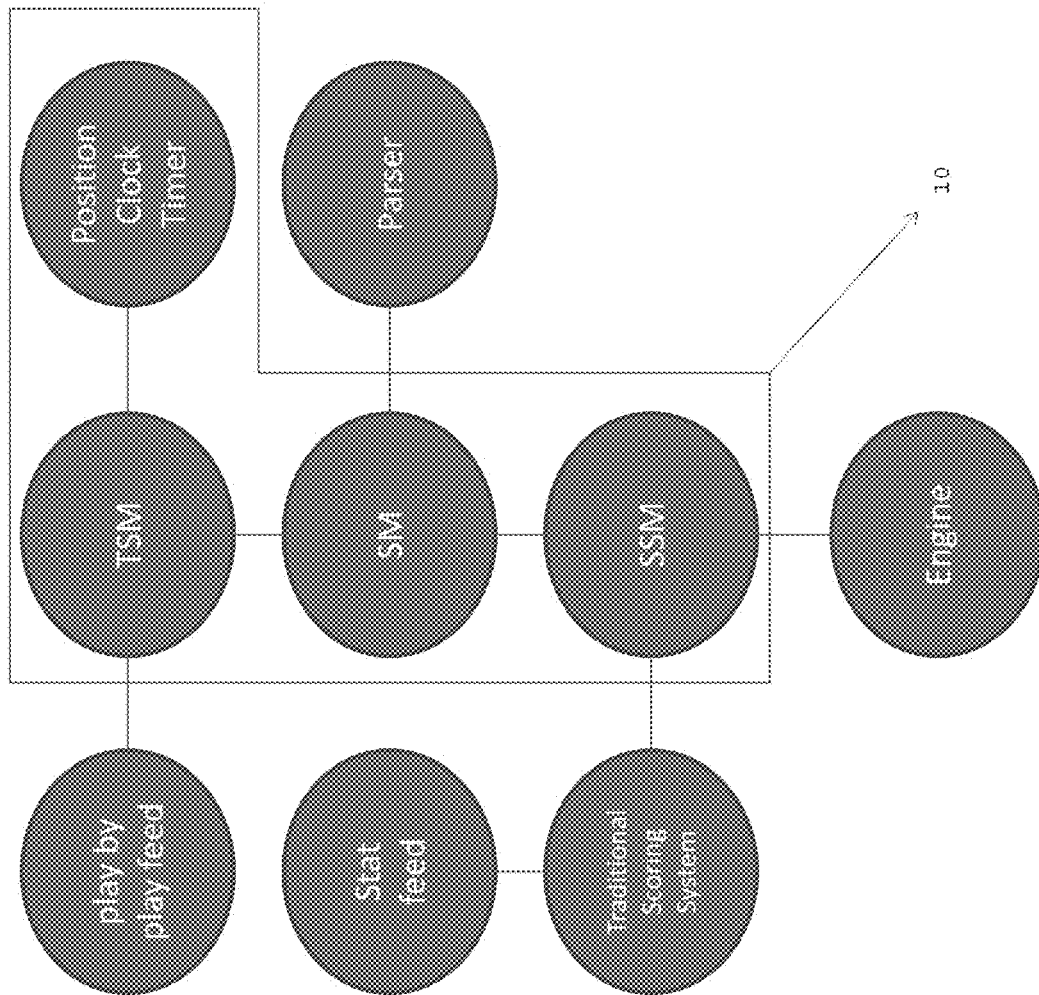 Traditional
Scoring
System
Stat
feed
play by
play feed
Engine
SSM
SM
TSM
Parser
Position
Clock
Timer
10